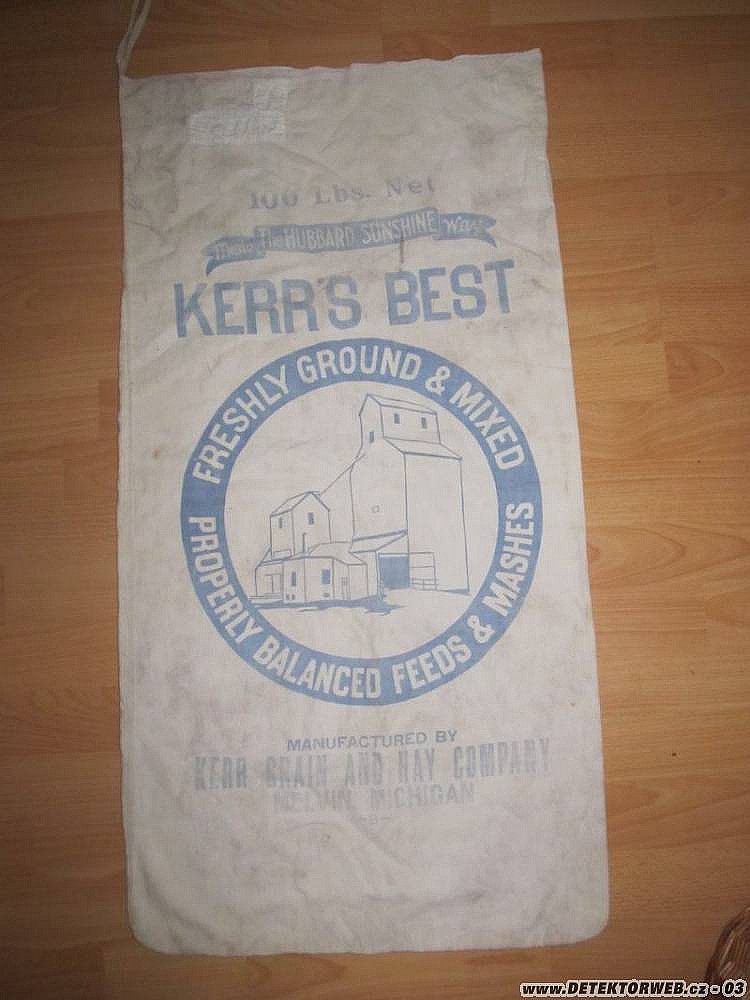 100 Lbs. Net
Made The HUBBARD SUNSHINE Way
KERR'S BEST
FRESHLY GROUND & MIXED
PROPERLY BALANCED FEEDS & MASHES
MANUFACTURED BY
KERR GRAIN AND HAY COMPANY
MELVIN, MICHIGAN
www.DETEKTORWEB.cz - 03